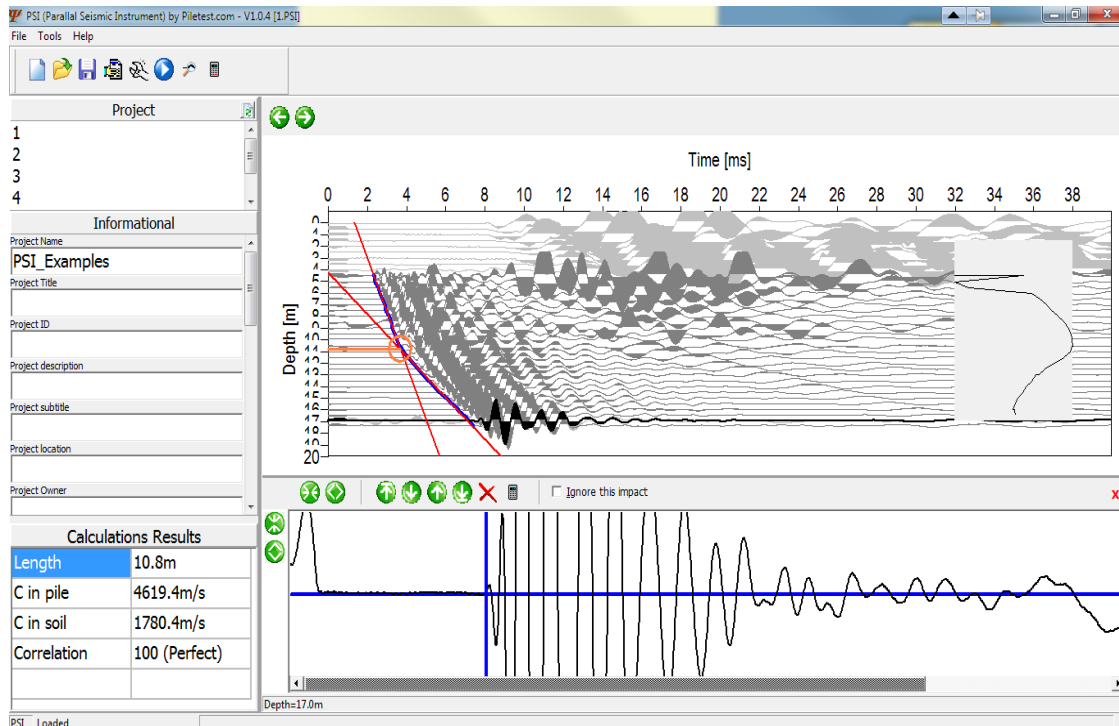 PSI (Parallal Seismic Instrument) by Piletest.com - V1.0.4 [1.PSI]
File Tools Help
Project
1
2
3
4
Informational
Project Name
PSI_Examples
Project Title
Project ID
Project description
Project subtitle
Project location
Project Owner
Calculations Results
Length 10.8m
C in pile 4619.4m/s
C in soil 1780.4m/s
Correlation 100 (Perfect)
Time [ms]
0 2 4 6 8 10 12 14 16 18 20 22 24 26 28 30 32 34 36 38
Depth [m]
20
Ignore this impact
x
Depth=17.0m
PSI Loaded